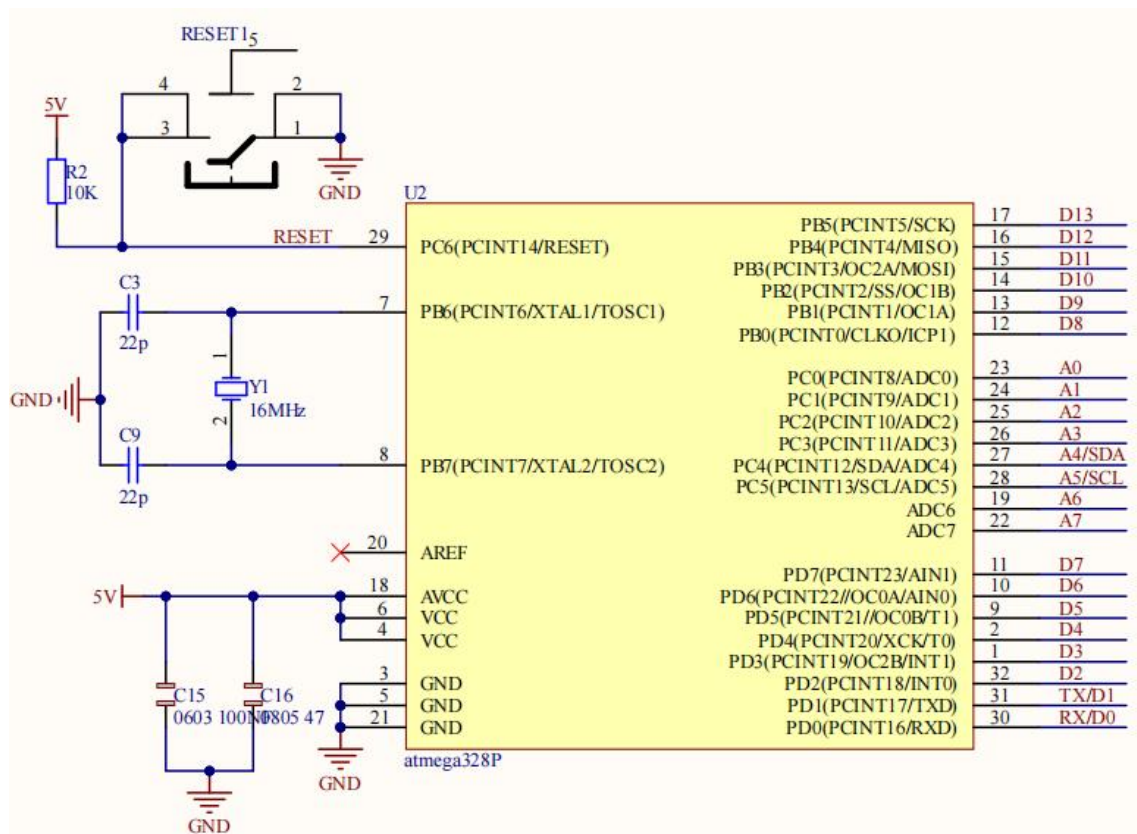 RESET1
5
4
2
5V
3
1
R2
10K
GND
U2
RESET
29
PC6(PCINT14/RESET)
PB5(PCINT5/SCK)
17
D13
PB4(PCINT4/MISO)
16
D12
PB3(PCINT3/OC2A/MOSI)
15
D11
PB2(PCINT2/SS/OC1B)
14
D10
PB1(PCINT1/OC1A)
13
D9
PB0(PCINT0/CLKO/ICP1)
12
D8
C3
22p
7
PB6(PCINT6/XTAL1/TOSC1)
1
Y1
16MHz
2
GND
C9
22p
8
PB7(PCINT7/XTAL2/TOSC2)
PC0(PCINT8/ADC0)
23
A0
PC1(PCINT9/ADC1)
24
A1
PC2(PCINT10/ADC2)
25
A2
PC3(PCINT11/ADC3)
26
A3
PC4(PCINT12/SDA/ADC4)
27
A4/SDA
PC5(PCINT13/SCL/ADC5)
28
A5/SCL
ADC6
19
A6
ADC7
22
A7
20
AREF
5V
18
AVCC
6
VCC
4
VCC
3
GND
5
GND
21
GND
PD7(PCINT23/AIN1)
11
D7
PD6(PCINT22//OC0A/AIN0)
10
D6
PD5(PCINT21//OC0B/T1)
9
D5
PD4(PCINT20/XCK/T0)
2
D4
PD3(PCINT19/OC2B/INT1)
1
D3
PD2(PCINT18/INT0)
32
D2
PD1(PCINT17/TXD)
31
TX/D1
PD0(PCINT16/RXD)
30
RX/D0
C15
0603 100NF
C16
0805 47
GND
GND
atmega328P